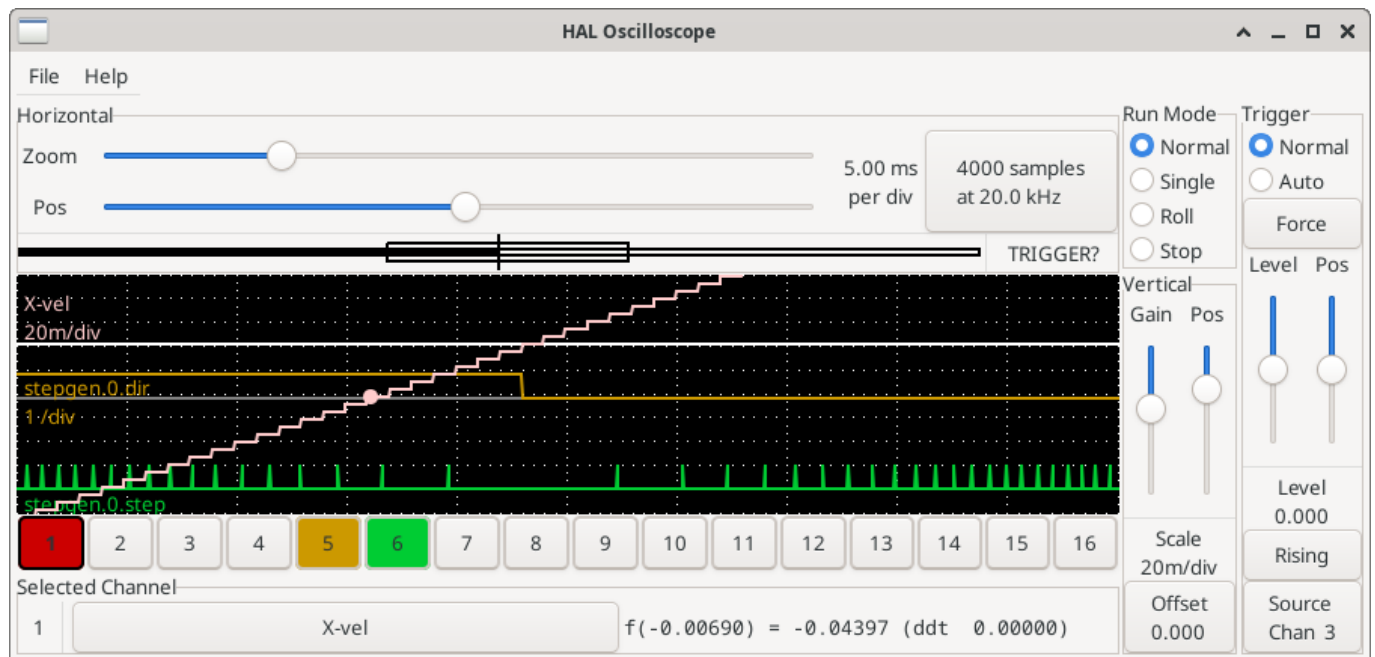 HAL Oscilloscope
File Help
Horizontal
Zoom
Pos
5.00 ms
per div
4000 samples
at 20.0 kHz
TRIGGER?
Run Mode
Normal
Single
Roll
Stop
Trigger
Normal
Auto
Force
Level Pos
Vertical
Gain Pos
X-vel
20m/div
stepgen.0.dir
1 /div
stepgen.0.step
1 2 3 4 5 6 7 8 9 10 11 12 13 14 15 16
Scale
20m/div
Offset
0.000
Level
0.000
Rising
Source
Chan 3
Selected Channel
1 X-vel f(-0.00690) = -0.04397 (ddt 0.00000)